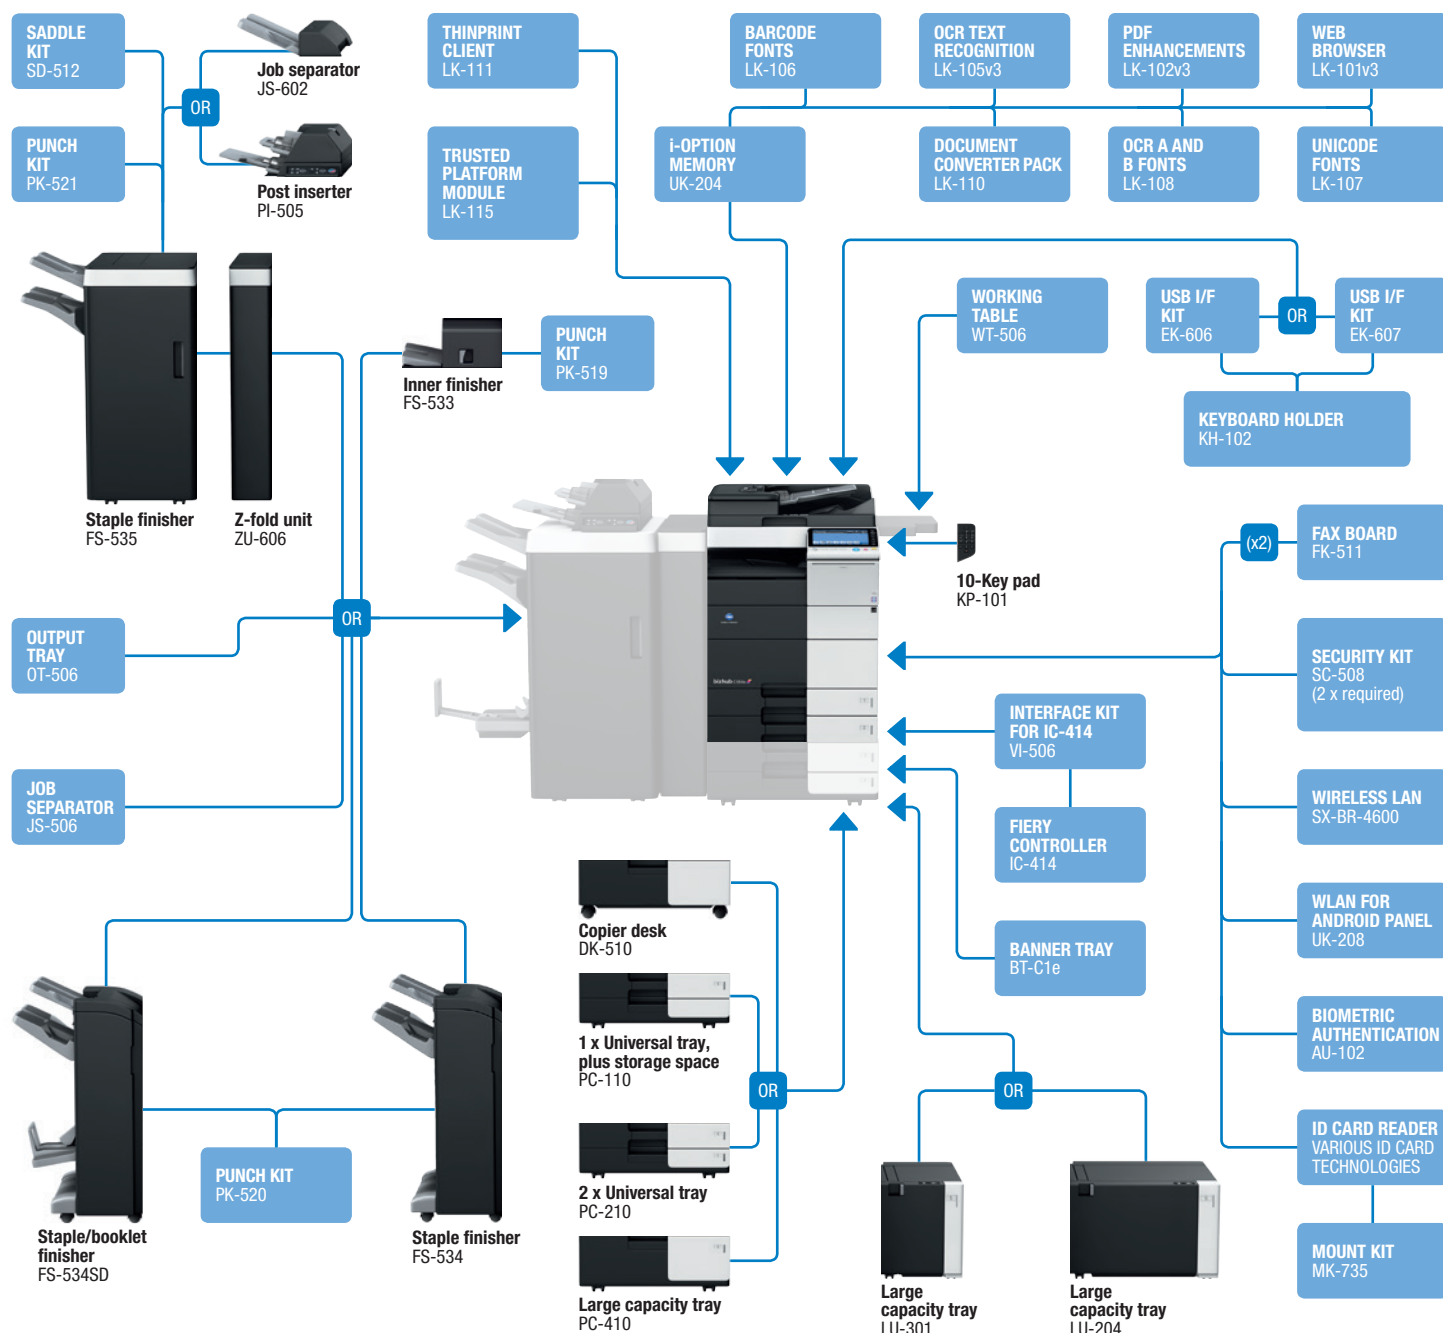 SADDLE
KIT
SD-512
Job separator
JS-602
OR
PUNCH
KIT
PK-521
Post inserter
PI-505
THINPRINT
CLIENT
LK-111
TRUSTED
PLATFORM
MODULE
LK-115
BARCODE
FONTS
LK-106
OCR TEXT
RECOGNITION
LK-105v3
PDF
ENHANCEMENTS
LK-102v3
WEB
BROWSER
LK-101v3
i-OPTION
MEMORY
UK-204
DOCUMENT
CONVERTER PACK
LK-110
OCR A AND
B FONTS
LK-108
UNICODE
FONTS
LK-107
Staple finisher
FS-535
Z-fold unit
ZU-606
Inner finisher
FS-533
PUNCH
KIT
PK-519
WORKING
TABLE
WT-506
USB I/F
KIT
EK-606
OR
USB I/F
KIT
EK-607
KEYBOARD HOLDER
KH-102
10-Key pad
KP-101
(x2)
FAX BOARD
FK-511
OUTPUT
TRAY
OT-506
OR
SECURITY KIT
SC-508
(2 x required)
bizhub
INTERFACE KIT
FOR IC-414
VI-506
JOB
SEPARATOR
JS-506
WIRELESS LAN
SX-BR-4600
FIERY
CONTROLLER
IC-414
Copier desk
DK-510
WLAN FOR
ANDROID PANEL
UK-208
BANNER TRAY
BT-C1e
1 x Universal tray,
plus storage space
PC-110
BIOMETRIC
AUTHENTICATION
AU-102
OR
OR
ID CARD READER
VARIOUS ID CARD
TECHNOLOGIES
PUNCH KIT
PK-520
2 x Universal tray
PC-210
Staple/booklet
finisher
FS-534SD
Staple finisher
FS-534
MOUNT KIT
MK-735
Large capacity tray
PC-410
Large
capacity tray
LU-301
Large
capacity tray
LU-204